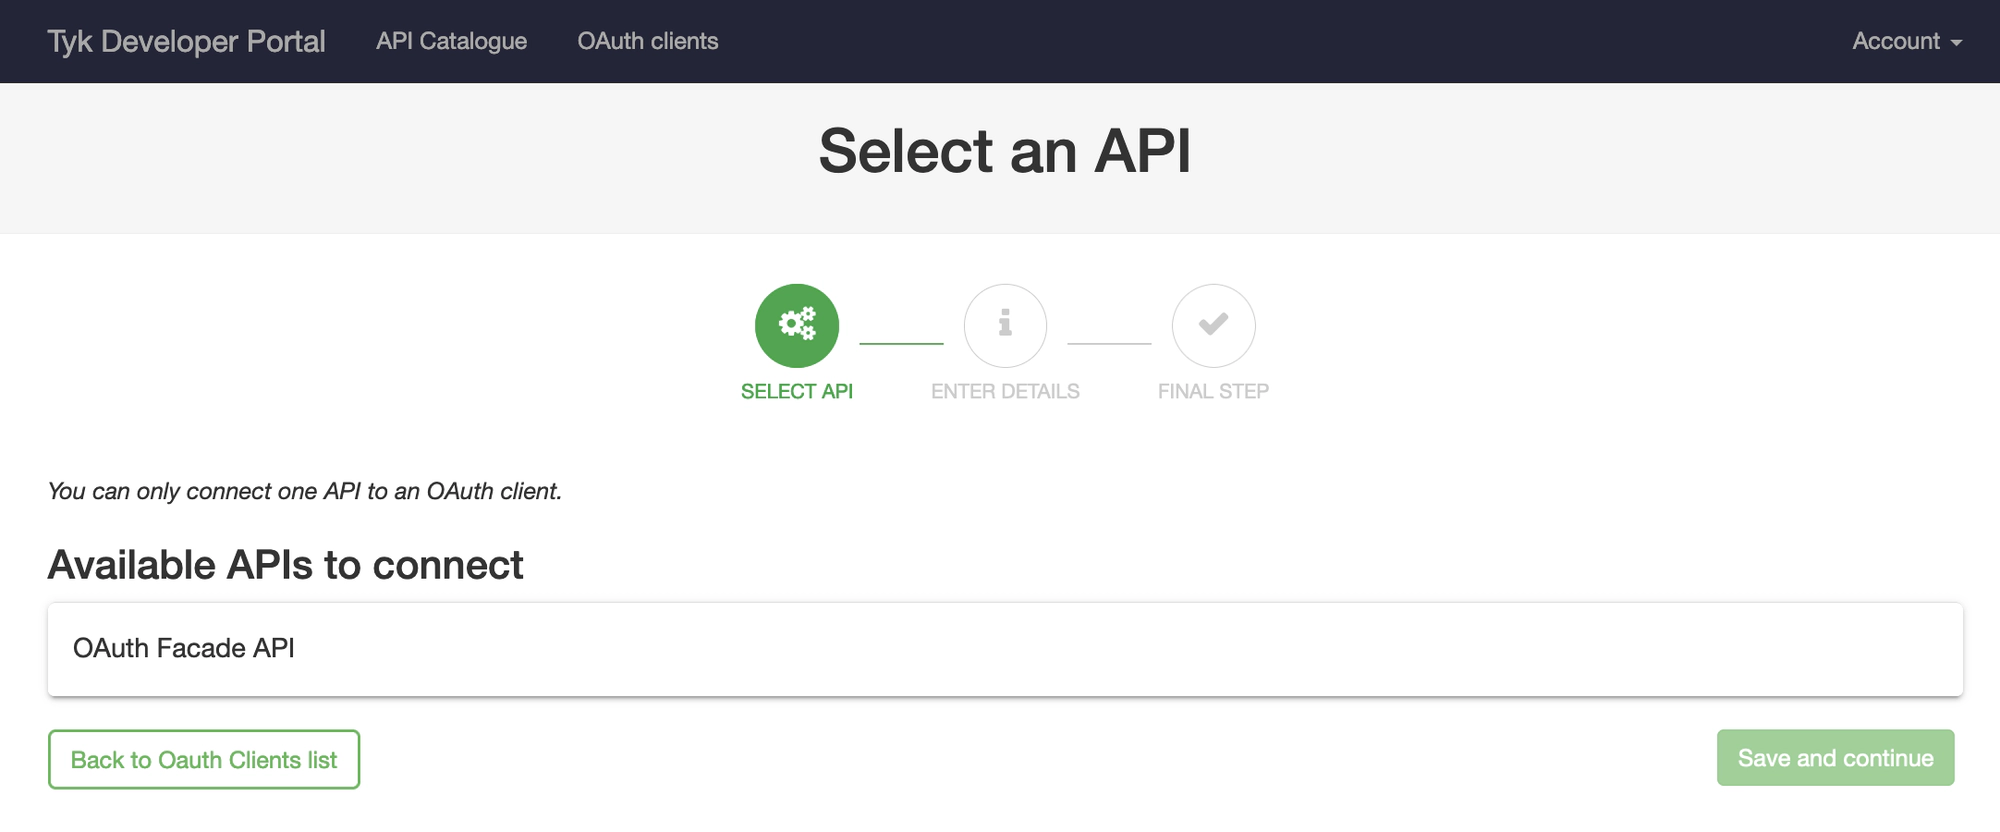 Tyk Developer Portal API Catalogue OAuth clients Account
Select an API
SELECT API ENTER DETAILS FINAL STEP
You can only connect one API to an OAuth client.
Available APIs to connect
OAuth Facade API
Back to Oauth Clients list Save and continue